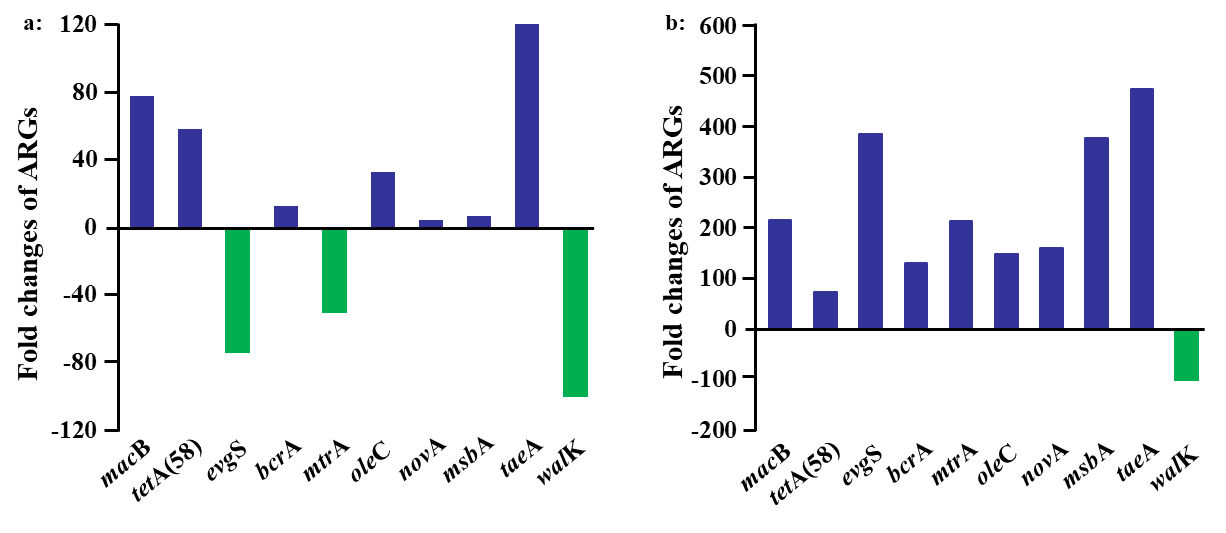 a:
Fold changes of ARGs
120
80
40
0
-40
-80
-120
macB
tetA(58)
evgS
bcrA
mtrA
oleC
novA
msbA
taeA
walK
b:
Fold changes of ARGs
600
500
400
300
200
100
0
-100
-200
macB
tetA(58)
evgS
bcrA
mtrA
oleC
novA
msbA
taeA
walK